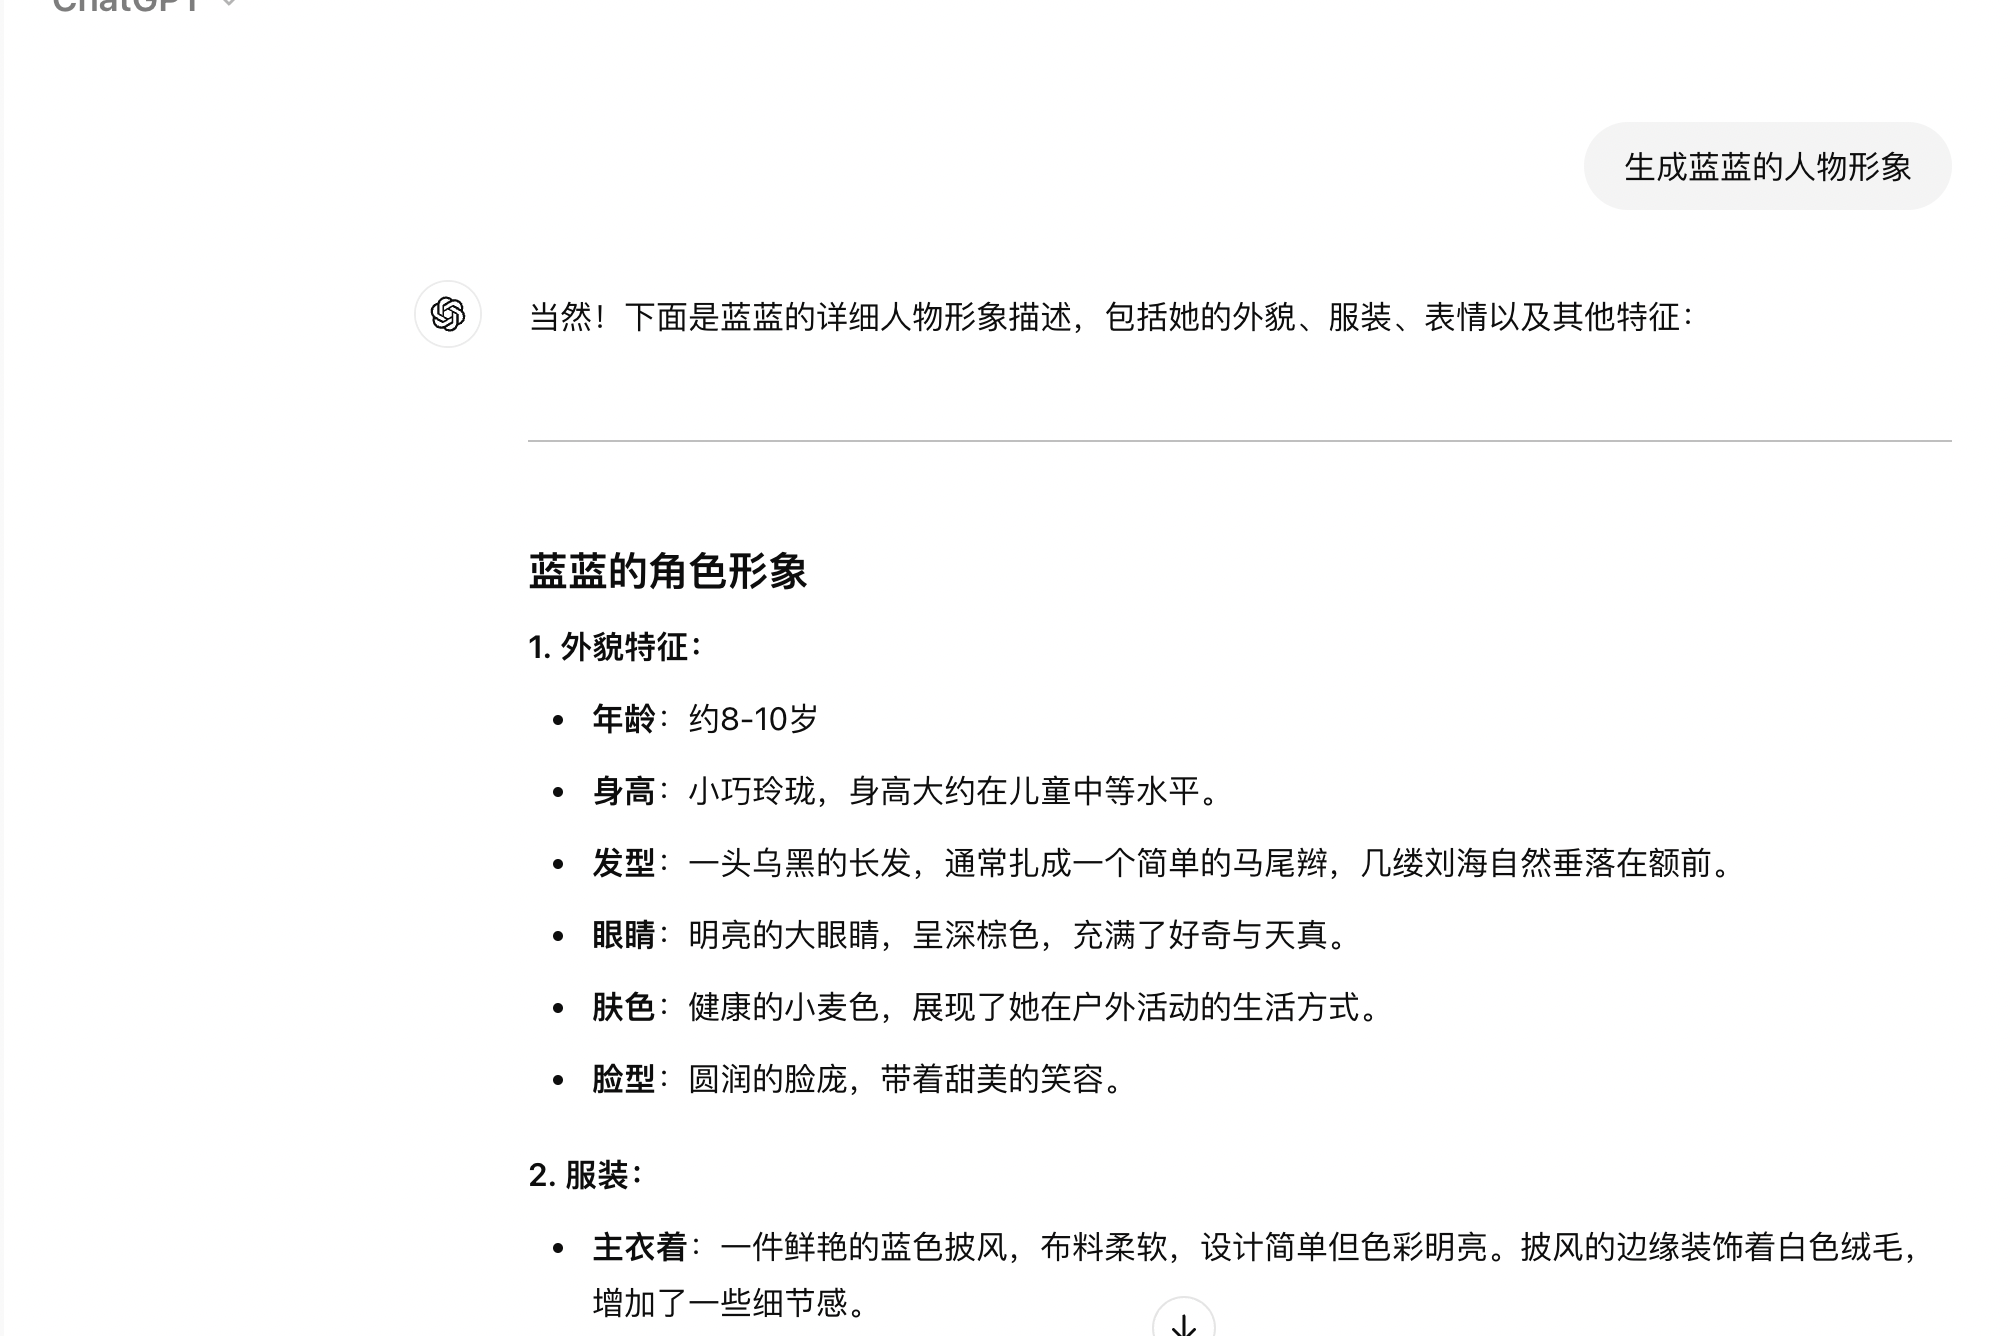 ChatGPT
生成蓝蓝的人物形象
当然！下面是蓝蓝的详细人物形象描述，包括她的外貌、服装、表情以及其他特征：
蓝蓝的角色形象
1. 外貌特征：
• 年龄：约8-10岁
• 身高：小巧玲珑，身高大约在儿童中等水平。
• 发型：一头乌黑的长发，通常扎成一个简单的马尾辫，几缕刘海自然垂落在额前。
• 眼睛：明亮的大眼睛，呈深棕色，充满了好奇与天真。
• 肤色：健康的小麦色，展现了她在户外活动的生活方式。
• 脸型：圆润的脸庞，带着甜美的笑容。
2. 服装：
• 主衣着：一件鲜艳的蓝色披风，布料柔软，设计简单但色彩明亮。披风的边缘装饰着白色绒毛，
增加了一些细节感。